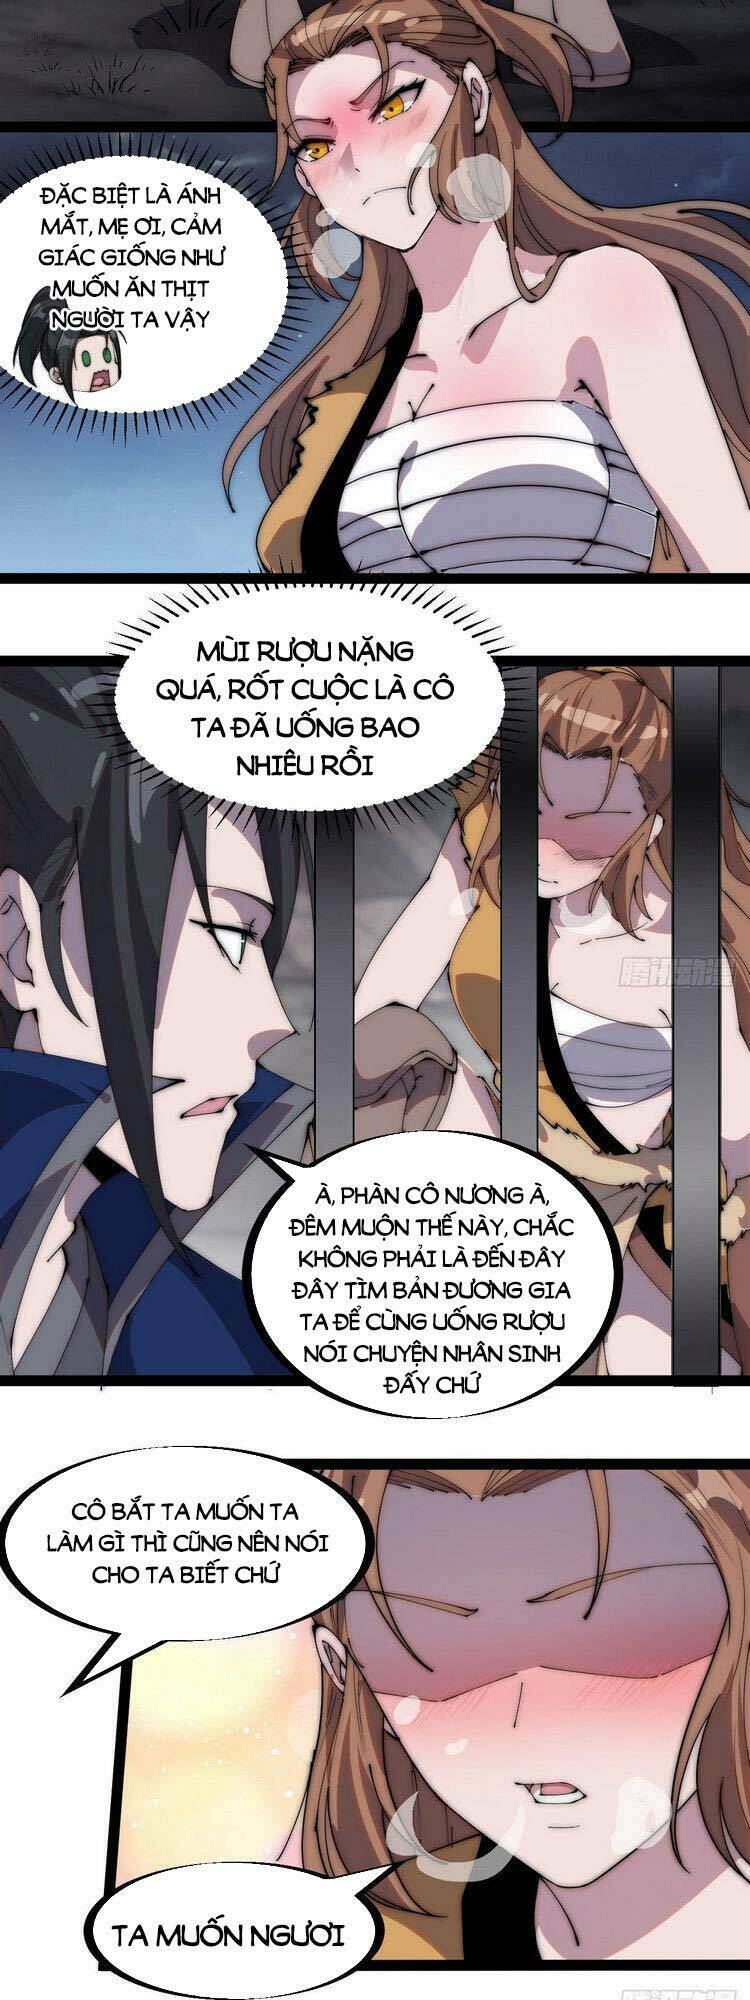 ĐẶC BIỆT LÀ ÁNH
MẮT, MẸ ƠI, CẢM
GIÁC GIỐNG NHƯ
MUỐN ĂN THỊT
NGƯỜI TA VẬY
MÙI RƯỢU NẶNG
QUÁ, RỐT CUỘC LÀ CÔ
TA ĐÃ UỐNG BAO
NHIÊU RỒI
腾讯动漫
À, PHÀN CÔ NƯƠNG À,
ĐÊM MUỘN THẾ NÀY, CHẮC
KHÔNG PHẢI LÀ ĐẾN ĐÂY
ĐÂY TÌM BẢN ĐƯƠNG GIA
TA ĐỂ CÙNG UỐNG RƯỢU
NÓI CHUYỆN NHÂN SINH
ĐẤY CHỨ
CÔ BẮT TA MUỐN TA
LÀM GÌ THÌ CŨNG NÊN NÓI
CHO TA BIẾT CHỨ
TA MUỐN NGƯƠI